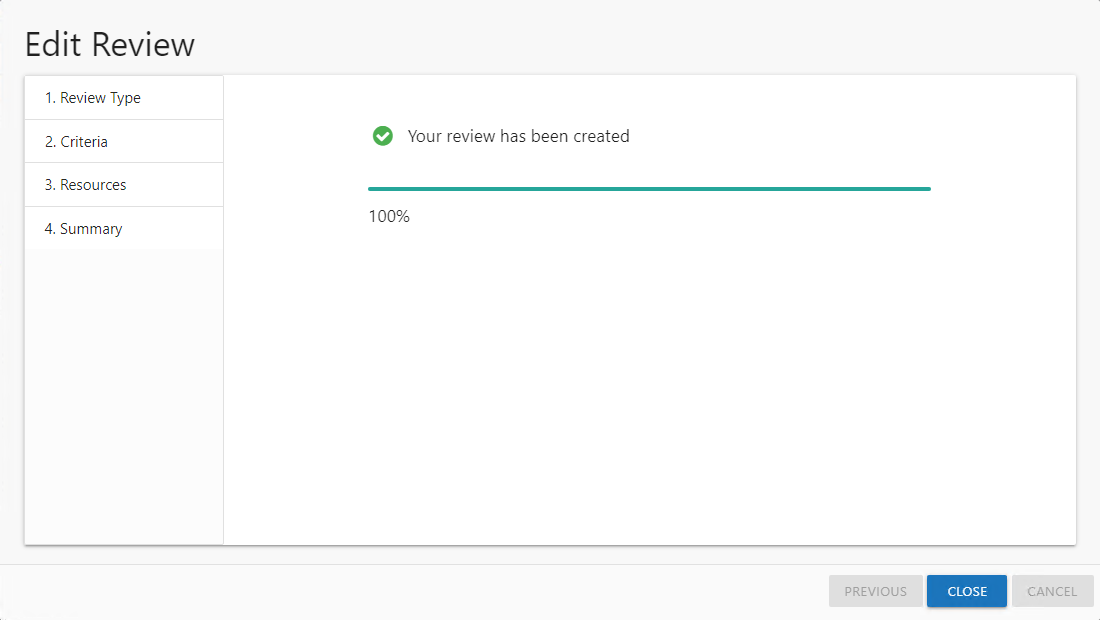 Edit Review
1. Review Type
2. Criteria
3. Resources
4. Summary
Your review has been created
100%
PREVIOUS
CLOSE
CANCEL